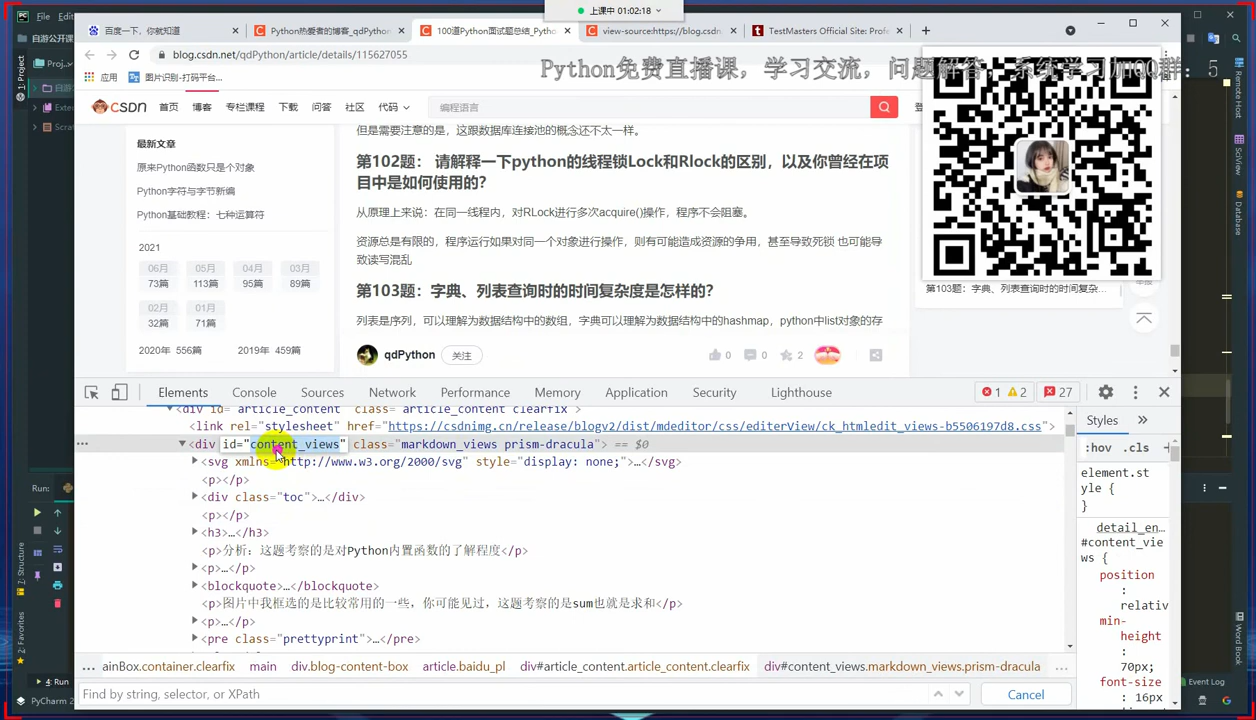 上课中 01:02:18
File Ed
百度一下，你就知道
Python热爱者的博客_qdPython
100道Python面试题总结_Pytho
view-source:https://blog.csdn.n
TestMasters Official Site: Prof
blog.csdn.net/qdPython/article/details/115627055
应用
图片识别-打码平台...
Python免费直播课，学习交流，问题解答，系统学习加QQ群：5
自游公开课
CSDN 首页 博客 专栏课程 下载 问答 社区 代码
编程语言
最新文章
原来Python函数只是个对象
Python字符与字节新编
Python基础教程：七种运算符
2021
06月 05月 04月 03月
73篇 113篇 95篇 89篇
02月 01月
32篇 71篇
2020年 556篇 2019年 459篇
但是需要注意的是，这跟数据库连接池的概念还不太一样。
第102题： 请解释一下python的线程锁Lock和Rlock的区别，以及你曾经在项
目中是如何使用的？
从原理上来说：在同一线程内，对RLock进行多次acquire()操作，程序不会阻塞。
资源总是有限的，程序运行如果对同一个对象进行操作，则有可能造成资源的争用，甚至导致死锁 也可能导
致读写混乱
第103题：字典、列表查询时的时间复杂度是怎样的？
列表是序列，可以理解为数据结构中的数组，字典可以理解为数据结构中的hashmap，python中list对象的存
qdPython 关注
0 0 2
第103题：字典、列表查询时的时间复杂...
Elements Console Sources Network Performance Memory Application Security Lighthouse
1 2 27
<div id="article_content" class="article_content clearfix">
<link rel="stylesheet" href="https://csdnimg.cn/release/blogv2/dist/mdeditor/css/editerView/ck_htmledit_views-b5506197d8.css">
<div id="content_views" class="markdown_views prism-dracula"> == $0
<svg xmlns="http://www.w3.org/2000/svg" style="display: none;">…</svg>
<p></p>
<div class="toc">…</div>
<p></p>
<h3>…</h3>
<p>分析：这题考察的是对Python内置函数的了解程度</p>
<p>…</p>
<blockquote>…</blockquote>
<p>图片中我框选的是比较常用的一些，你可能见过，这题考察的是sum也就是求和</p>
<p>…</p>
<pre class="prettyprint">…</pre>
... ainBox.container.clearfix main div.blog-content-box article.baidu_pl div#article_content.article_content.clearfix div#content_views.markdown_views.prism-dracula ...
Find by string, selector, or XPath
Cancel
Styles
:hov .cls +
element.st
yle {
}
detail_en…
#content_vie
ws {
position
: relativ
min-
height:
70px;
font-size
: 16px
1: Project
Proj...
自游
Exter
Scrat
Run:
7: Structure
2: Favorites
4: Run
PyCharm 2
Remote Host
SciView
Database
Word Book
Event Log